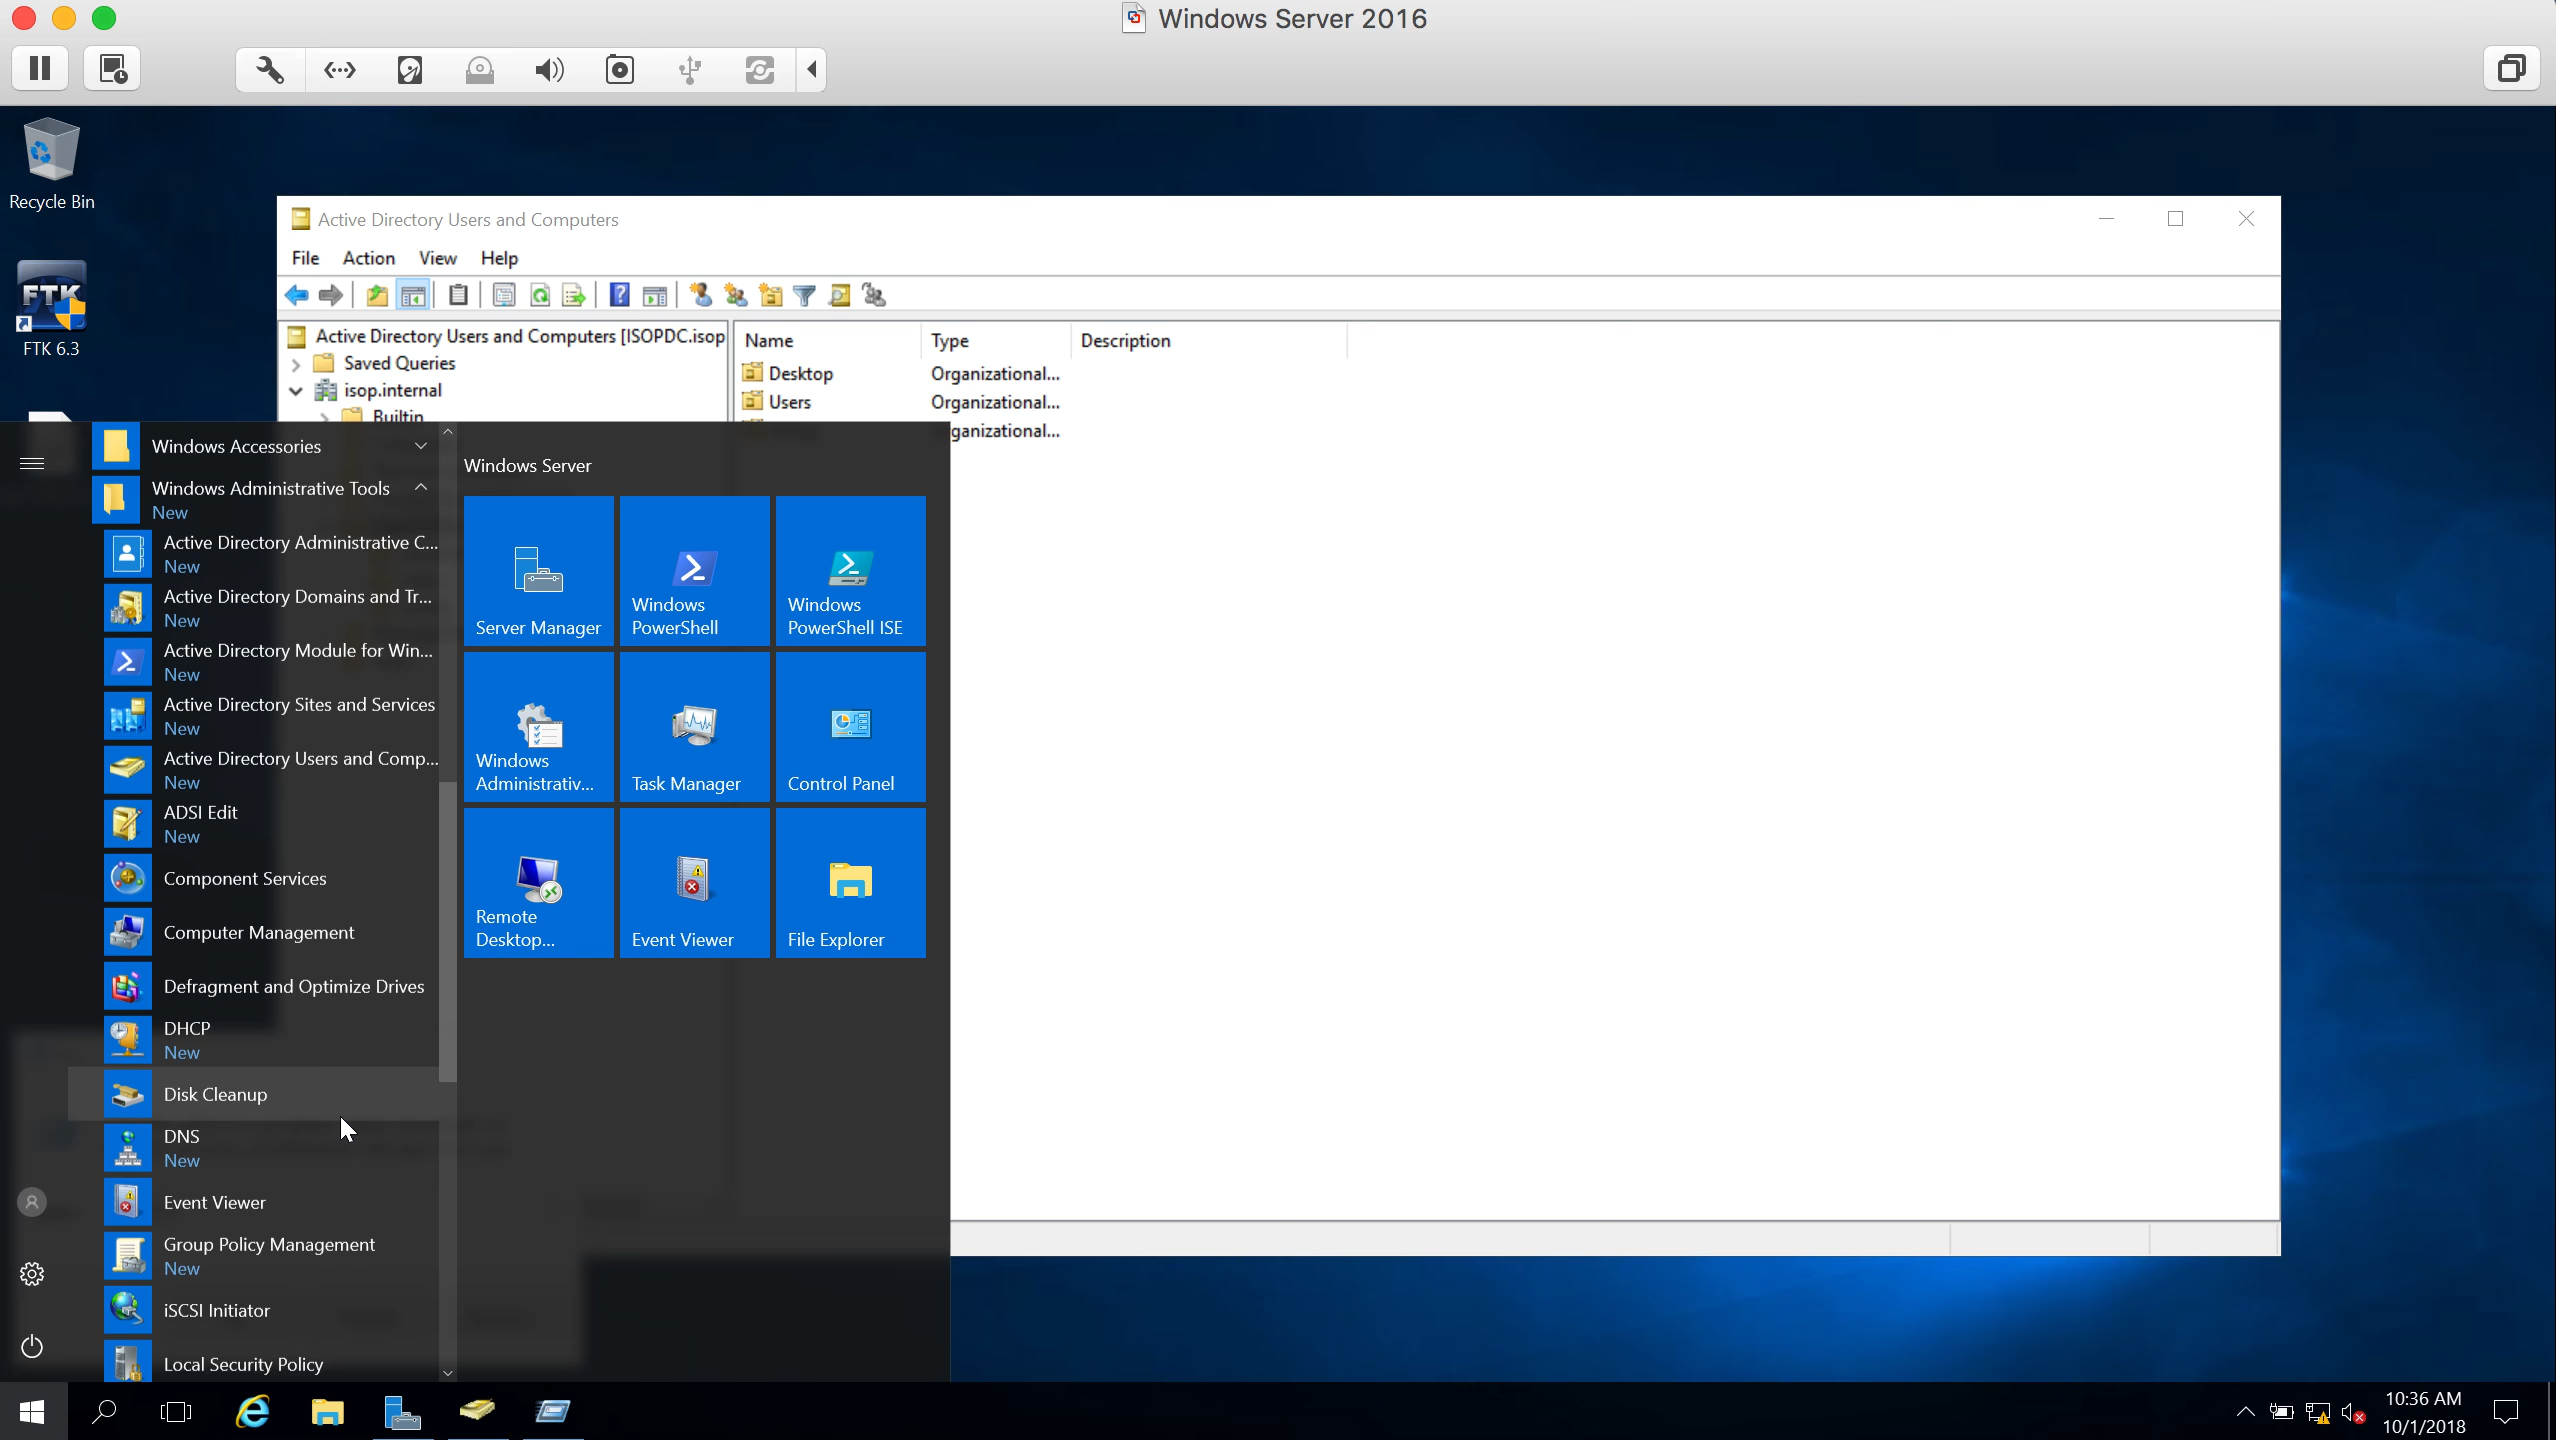 Windows Server 2016
Recycle Bin
FTK
FTK 6.3
Active Directory Users and Computers
File Action View Help
Active Directory Users and Computers [ISOPDC.isop
Saved Queries
isop.internal
Builtin
Name Type Description
Desktop Organizational...
Users Organizational...
ganizational...
Windows Accessories
Windows Administrative Tools
New
Active Directory Administrative C...
New
Active Directory Domains and Tr...
New
Active Directory Module for Win...
New
Active Directory Sites and Services
New
Active Directory Users and Comp...
New
ADSI Edit
New
Component Services
Computer Management
Defragment and Optimize Drives
DHCP
New
Disk Cleanup
DNS
New
Event Viewer
Group Policy Management
New
iSCSI Initiator
Local Security Policy
Windows Server
Server Manager
Windows
PowerShell
Windows
PowerShell ISE
Windows
Administrativ...
Task Manager
Control Panel
Remote
Desktop...
Event Viewer
File Explorer
10:36 AM
10/1/2018